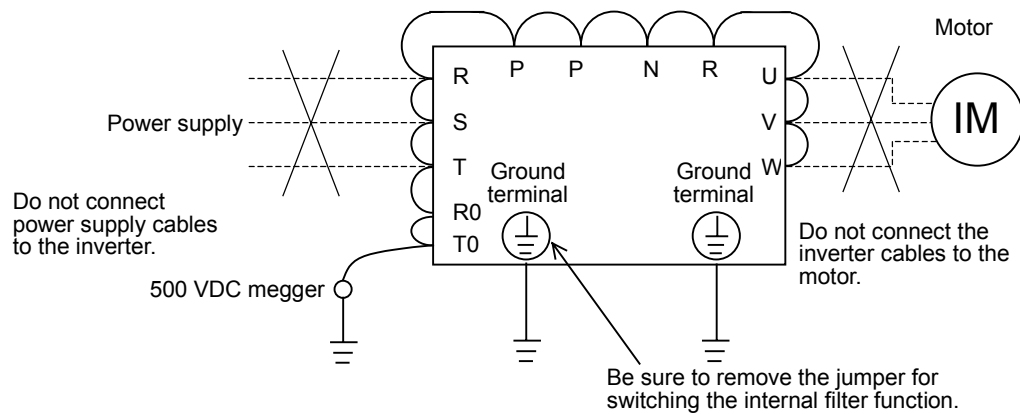 Motor
P P N R
R U
Power supply S V IM
T W
Ground terminal
Ground terminal
Do not connect
power supply cables
to the inverter.
R0
T0
Do not connect the
inverter cables to the
motor.
500 VDC megger
Be sure to remove the jumper for
switching the internal filter function.